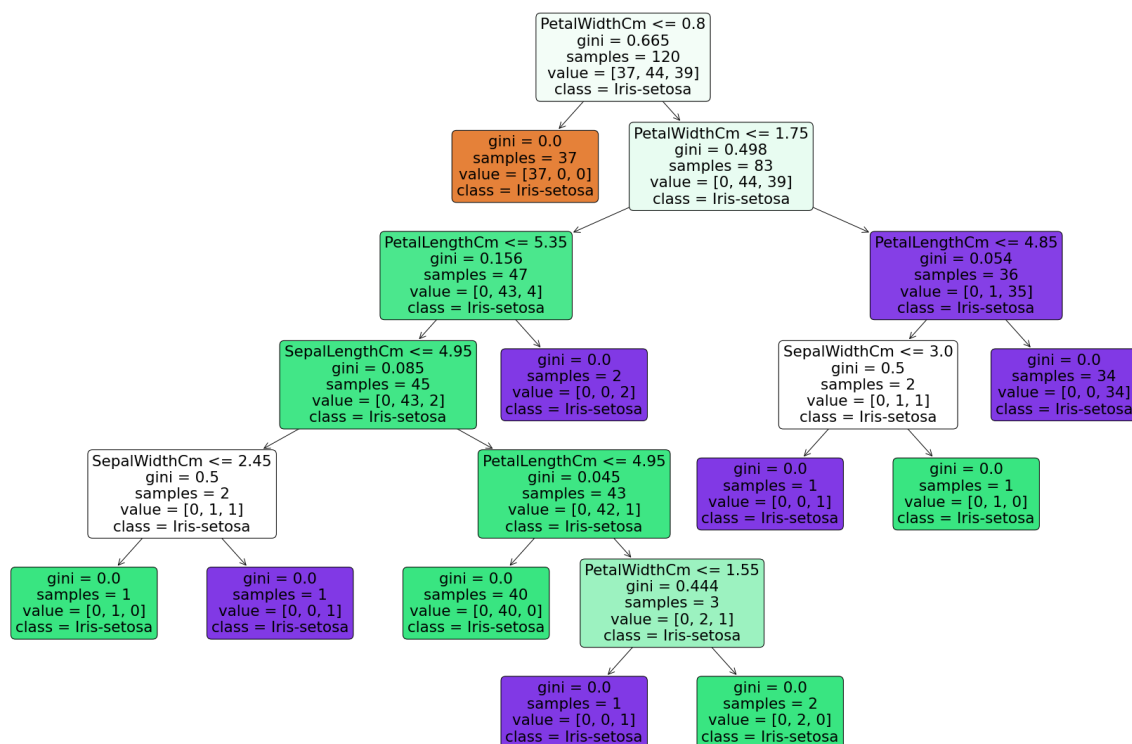 PetalWidthCm <= 0.8
gini = 0.665
samples = 120
value = [37, 44, 39]
class = Iris-setosa
gini = 0.0
samples = 37
value = [37, 0, 0]
class = Iris-setosa
PetalWidthCm <= 1.75
gini = 0.498
samples = 83
value = [0, 44, 39]
class = Iris-setosa
PetalLengthCm <= 5.35
gini = 0.156
samples = 47
value = [0, 43, 4]
class = Iris-setosa
PetalLengthCm <= 4.85
gini = 0.054
samples = 36
value = [0, 1, 35]
class = Iris-setosa
SepalLengthCm <= 4.95
gini = 0.085
samples = 45
value = [0, 43, 2]
class = Iris-setosa
gini = 0.0
samples = 2
value = [0, 0, 2]
class = Iris-setosa
SepalWidthCm <= 3.0
gini = 0.5
samples = 2
value = [0, 1, 1]
class = Iris-setosa
gini = 0.0
samples = 34
value = [0, 0, 34]
class = Iris-setosa
SepalWidthCm <= 2.45
gini = 0.5
samples = 2
value = [0, 1, 1]
class = Iris-setosa
PetalLengthCm <= 4.95
gini = 0.045
samples = 43
value = [0, 42, 1]
class = Iris-setosa
gini = 0.0
samples = 1
value = [0, 0, 1]
class = Iris-setosa
gini = 0.0
samples = 1
value = [0, 1, 0]
class = Iris-setosa
gini = 0.0
samples = 1
value = [0, 1, 0]
class = Iris-setosa
gini = 0.0
samples = 1
value = [0, 0, 1]
class = Iris-setosa
gini = 0.0
samples = 40
value = [0, 40, 0]
class = Iris-setosa
PetalWidthCm <= 1.55
gini = 0.444
samples = 3
value = [0, 2, 1]
class = Iris-setosa
gini = 0.0
samples = 1
value = [0, 0, 1]
class = Iris-setosa
gini = 0.0
samples = 2
value = [0, 2, 0]
class = Iris-setosa